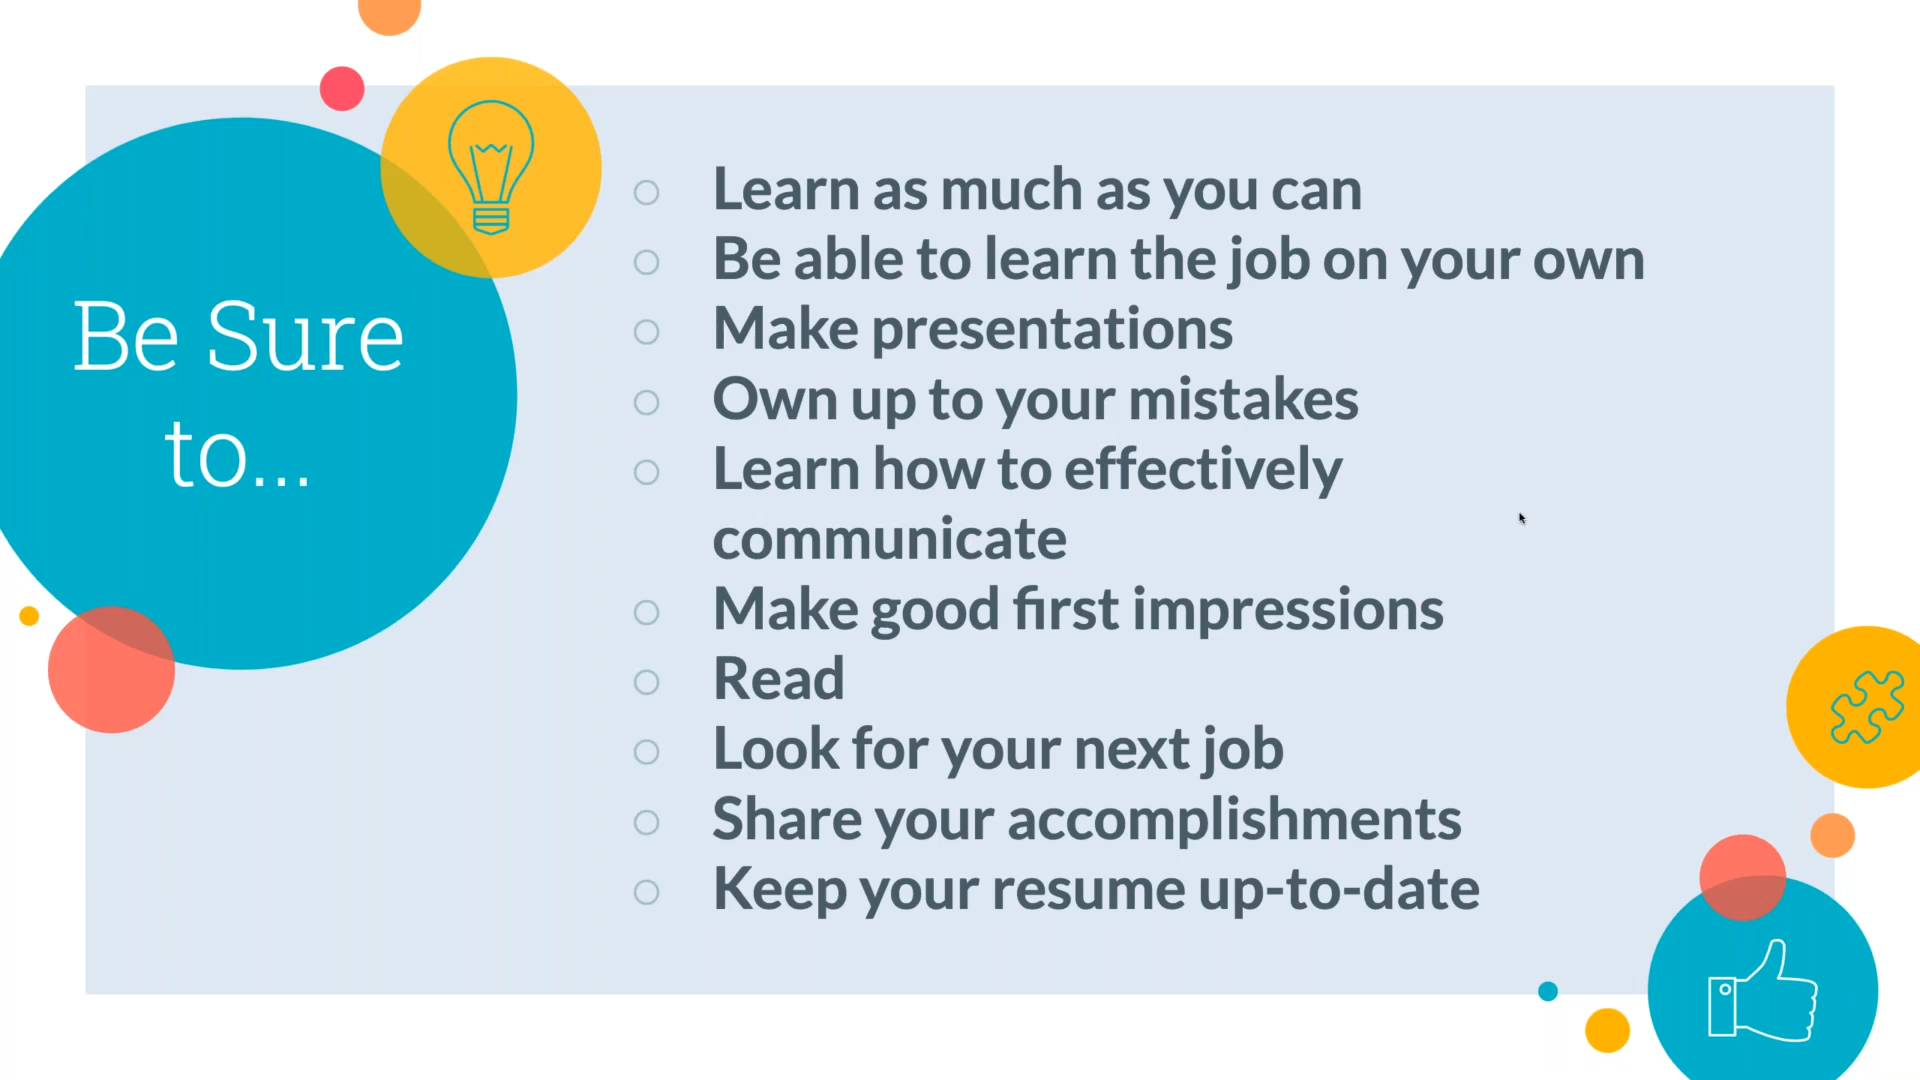 Be Sure
to...
Learn as much as you can
Be able to learn the job on your own
Make presentations
Own up to your mistakes
Learn how to effectively
communicate
Make good first impressions
Read
Look for your next job
Share your accomplishments
Keep your resume up-to-date